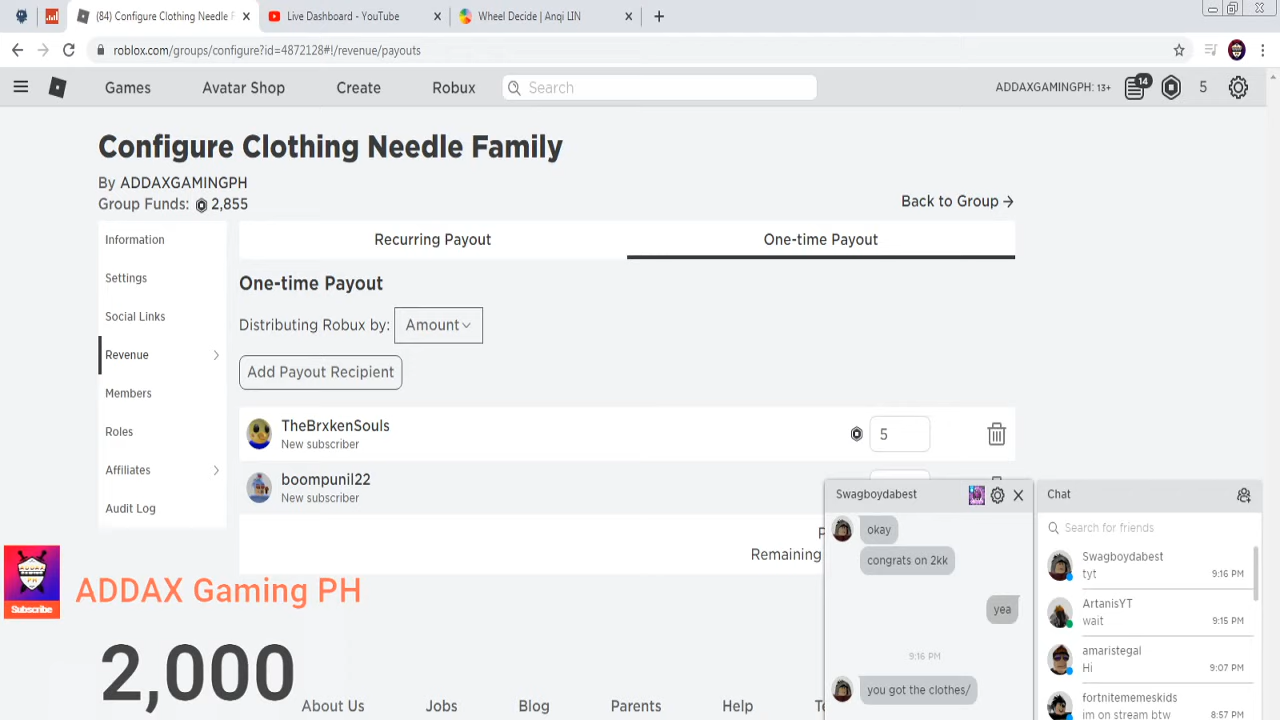 (84) Configure Clothing Needle F
Live Dashboard - YouTube
Wheel Decide | Anqi LIN
roblox.com/groups/configure?id=4872128#!/revenue/payouts
Games
Avatar Shop
Create
Robux
Search
ADDAXGAMINGPH: 13+
14
5
Configure Clothing Needle Family
By ADDAXGAMINGPH
Group Funds: 2,855
Back to Group
Information
Settings
Social Links
Revenue
Members
Roles
Affiliates
Audit Log
Recurring Payout
One-time Payout
One-time Payout
Distributing Robux by: Amount
Add Payout Recipient
TheBrxkenSouls
New subscriber
5
boompunil22
New subscriber
Remaining
Swagboydabest
okay
congrats on 2kk
yea
9:16 PM
you got the clothes/
Chat
Search for friends
Swagboydabest
tyt
9:16 PM
ArtanisYT
wait
9:15 PM
amaristegal
Hi
9:07 PM
fortnitememeskids
im on stream btw
8:57 PM
Subscribe
ADDAX Gaming PH
2,000
About Us
Jobs
Blog
Parents
Help